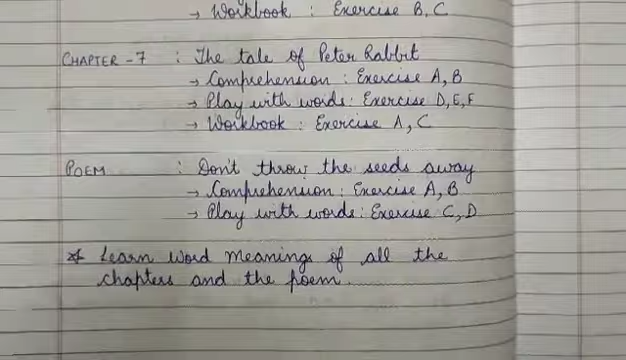 → Workbook : Exercise B, C
CHAPTER - 7 : The tale of Peter Rabbit
→ Comprehension : Exercise A, B
→ Play with words : Exercise D, E, F
→ Workbook : Exercise A, C
POEM : Don't throw the seeds away
→ Comprehension : Exercise A, B
→ Play with words : Exercise C, D
* Learn word meanings of all the
chapters and the poem.